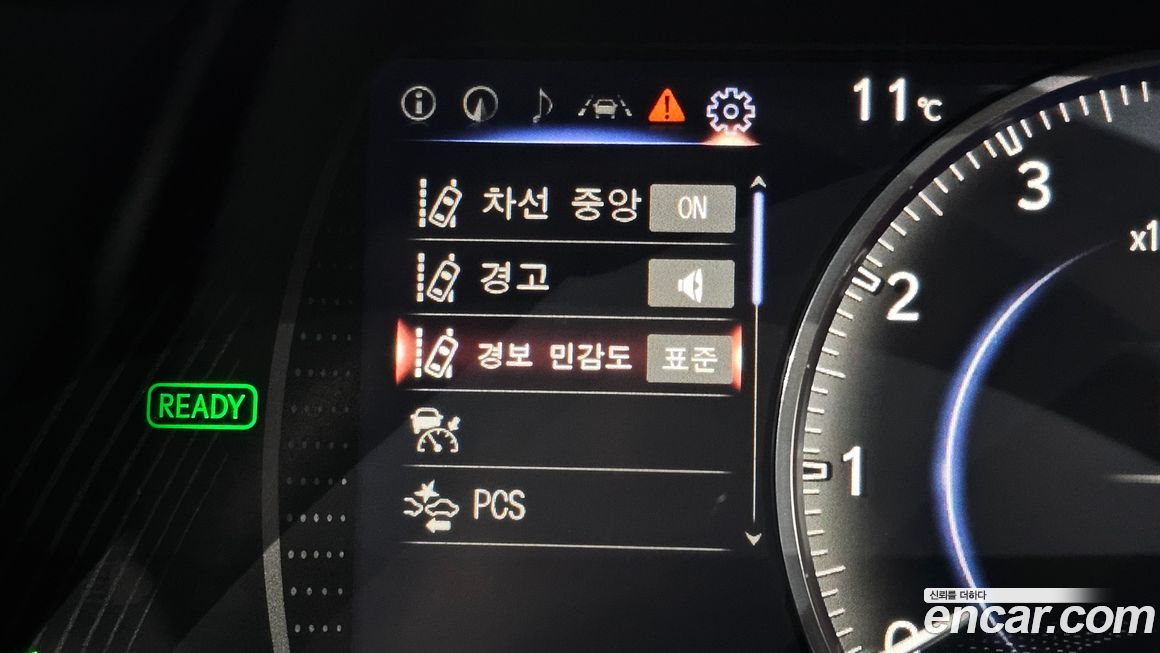 11℃
차선 중앙 ON
경고
경보 민감도 표준
PCS
READY
3
x1
2
1
0
신뢰를 더하다
encar.com